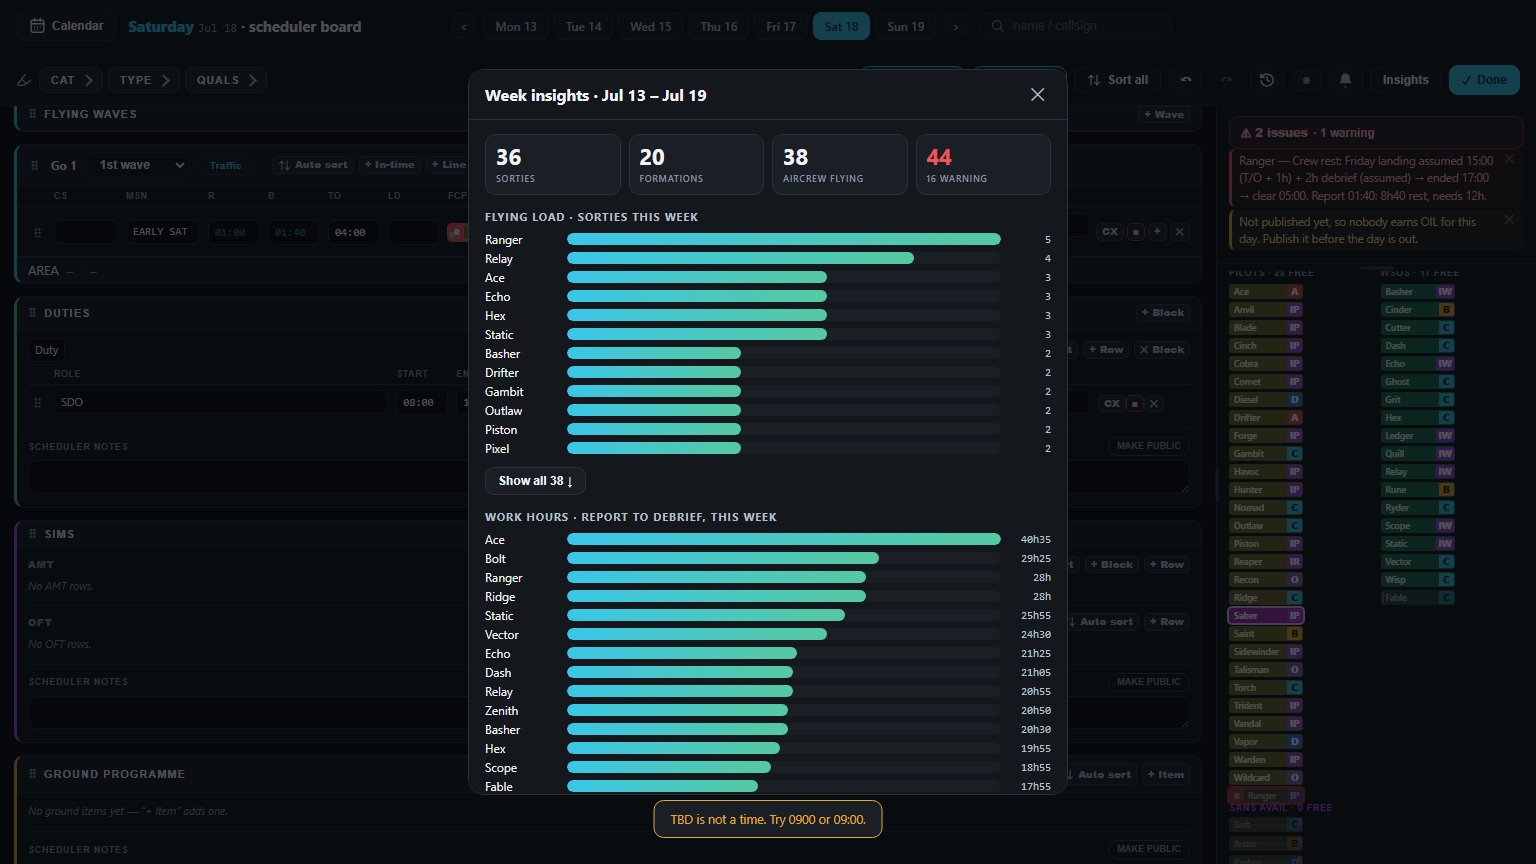 Calendar
Saturday Jul 18 · scheduler board
‹ Mon 13 Tue 14 Wed 15 Thu 16 Fri 17 Sat 18 Sun 19 ›
name / callsign
CAT TYPE QUALS
Sort all
Insights
✓ Done
FLYING WAVES
+ Wave
Go 1 1st wave Traffic Auto sort + In-time + Line
CS MSN R B TO LD FCP
EARLY SAT 01:00 01:40 04:00 R
CX + ×
AREA – –
DUTIES
+ Block
Duty
+ Row × Block
ROLE START
SDO 08:00
CX ×
SCHEDULER NOTES
MAKE PUBLIC
SIMS
AMT
+ Block + Row
No AMT rows.
OFT
Auto sort + Row
No OFT rows.
SCHEDULER NOTES
MAKE PUBLIC
GROUND PROGRAMME
Auto sort + Item
No ground items yet — "+ Item" adds one.
SCHEDULER NOTES
MAKE PUBLIC
Week insights · Jul 13 – Jul 19
36
SORTIES
20
FORMATIONS
38
AIRCREW FLYING
44
16 WARNING
FLYING LOAD · SORTIES THIS WEEK
Ranger 5
Relay 4
Ace 3
Echo 3
Hex 3
Static 3
Basher 2
Drifter 2
Gambit 2
Outlaw 2
Piston 2
Pixel 2
Show all 38 ↓
WORK HOURS · REPORT TO DEBRIEF, THIS WEEK
Ace 40h35
Bolt 29h25
Ranger 28h
Ridge 28h
Static 25h55
Vector 24h30
Echo 21h25
Dash 21h05
Relay 20h55
Zenith 20h50
Basher 20h30
Hex 19h55
Scope 18h55
Fable 17h55
TBD is not a time. Try 0900 or 09:00.
⚠ 2 issues · 1 warning
Ranger — Crew rest: Friday landing assumed 15:00
(T/O + 1h) + 2h debrief (assumed) → ended 17:00
→ clear 05:00. Report 01:40: 8h40 rest, needs 12h.
Not published yet, so nobody earns OIL for this
day. Publish it before the day is out.
PILOTS · 28 FREE
Ace A
Anvil IP
Blade IP
Cinch IP
Cobra IP
Comet IP
Diesel D
Drifter A
Forge IP
Gambit C
Havoc IP
Hunter IP
Nomad C
Outlaw C
Piston IP
Reaper IR
Recon O
Ridge C
Saber IP
Saint B
Sidewinder IP
Talisman O
Torch C
Trident IP
Vandal IP
Vapor D
Warden IP
Wildcard O
R Ranger IP
WSOS · 17 FREE
Basher IW
Cinder B
Cutter C
Dash C
Echo IW
Ghost C
Grit C
Hex C
Ledger IW
Quill IW
Relay IW
Rune B
Ryder C
Scope IW
Static IW
Vector C
Wisp C
Fable C
Bolt C
Jester B